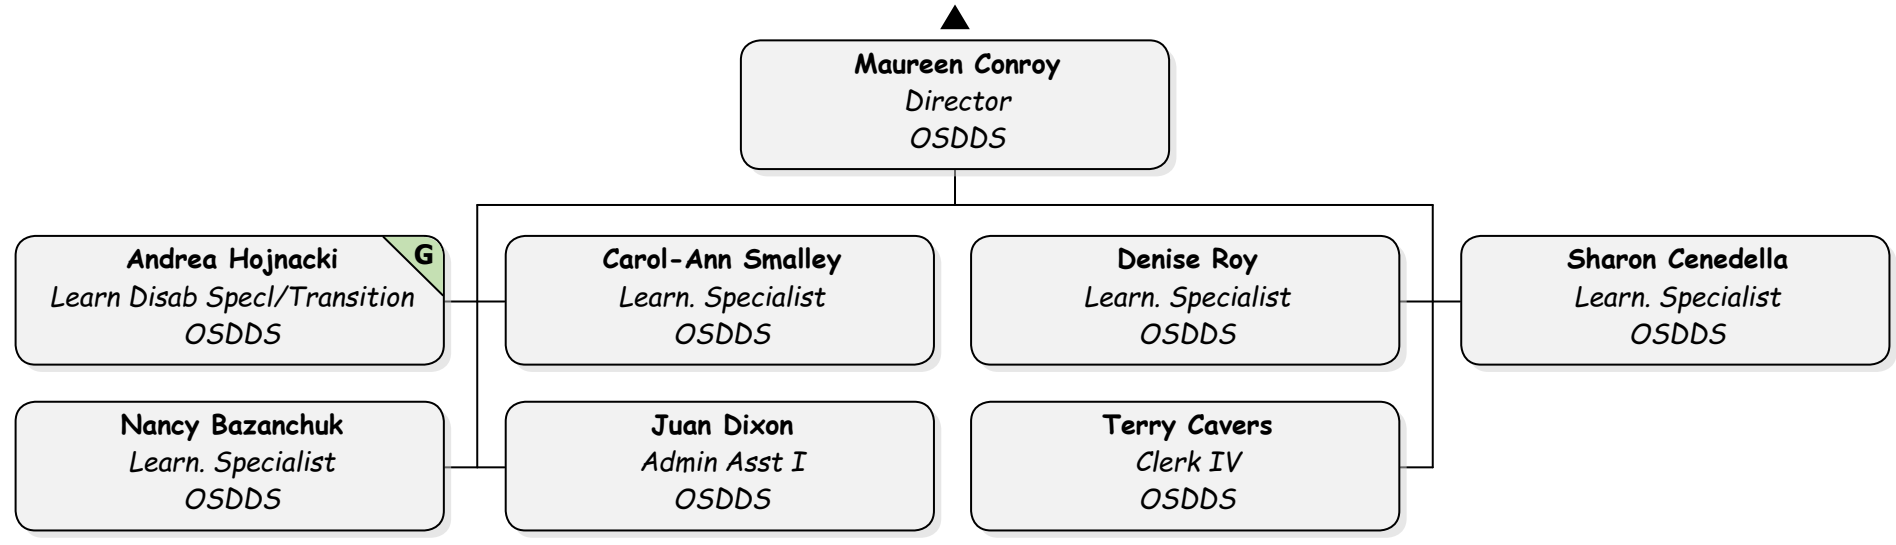 Maureen Conroy
Director
OSDDS
Andrea Hojnacki
Learn Disab Specl/Transition
OSDDS
G
Carol-Ann Smalley
Learn. Specialist
OSDDS
Denise Roy
Learn. Specialist
OSDDS
Sharon Cenedella
Learn. Specialist
OSDDS
Nancy Bazanchuk
Learn. Specialist
OSDDS
Juan Dixon
Admin Asst I
OSDDS
Terry Cavers
Clerk IV
OSDDS